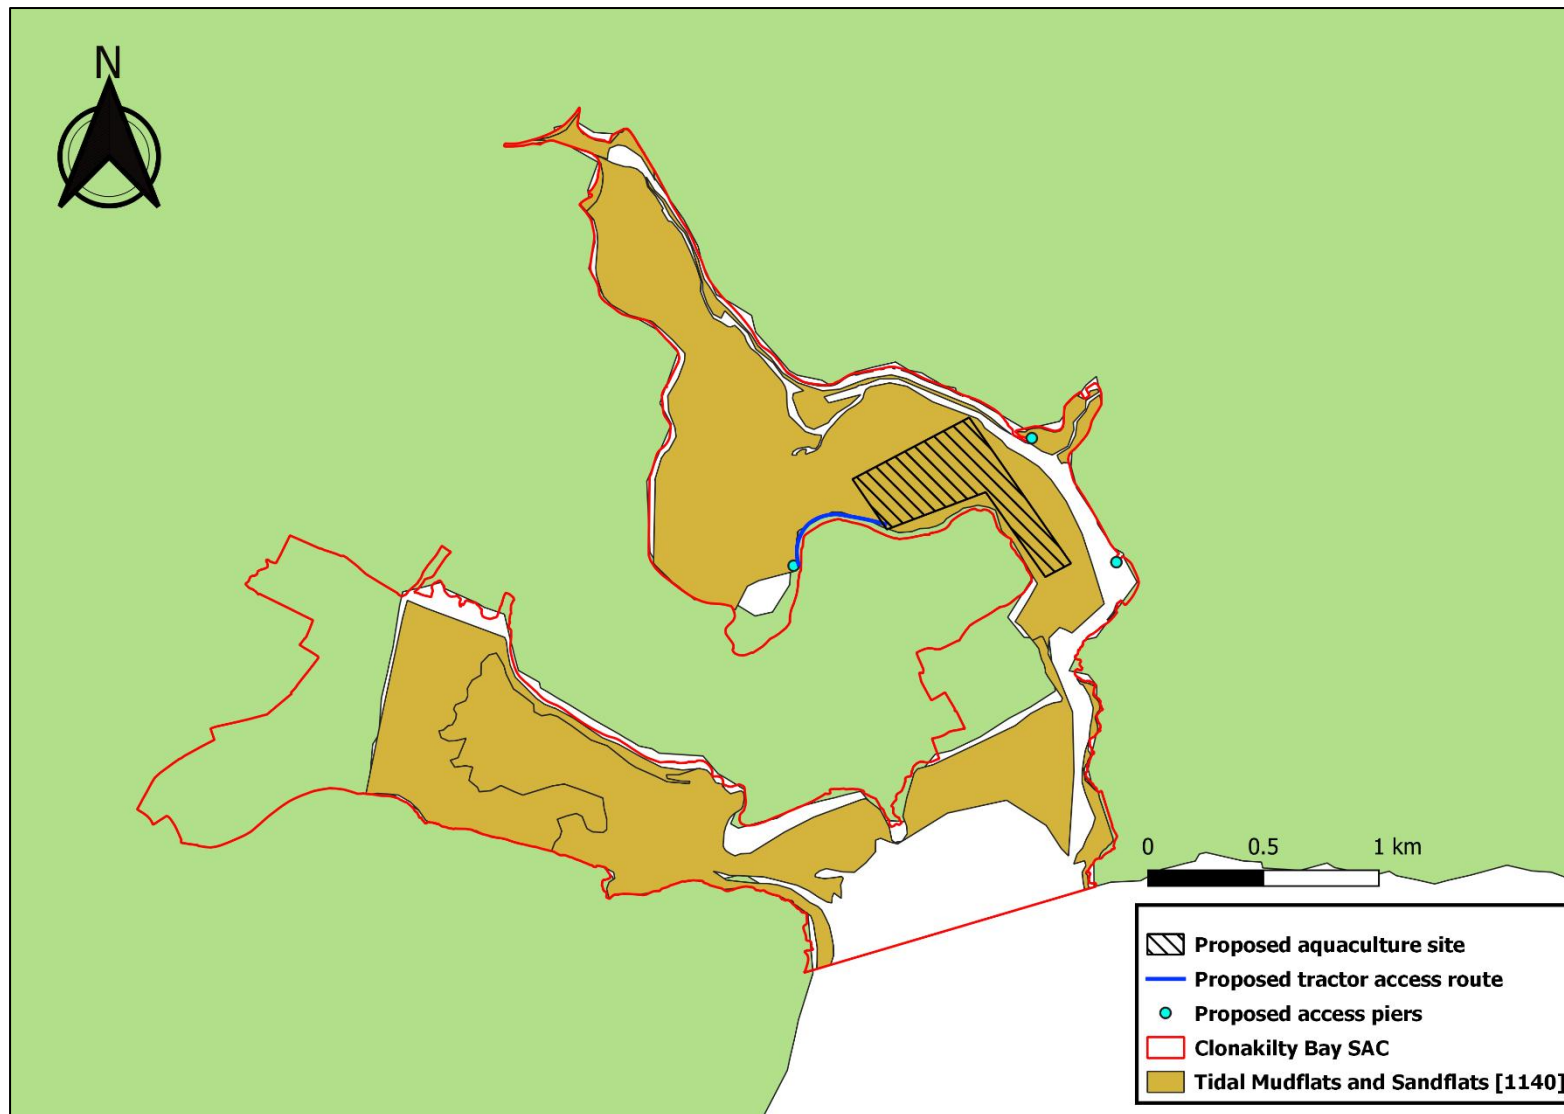 N
0 0.5 1 km
Proposed aquaculture site
Proposed tractor access route
Proposed access piers
Clonakilty Bay SAC
Tidal Mudflats and Sandflats [1140]